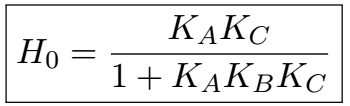 H_0 = \frac{K_A K_C}{1 + K_A K_B K_C}